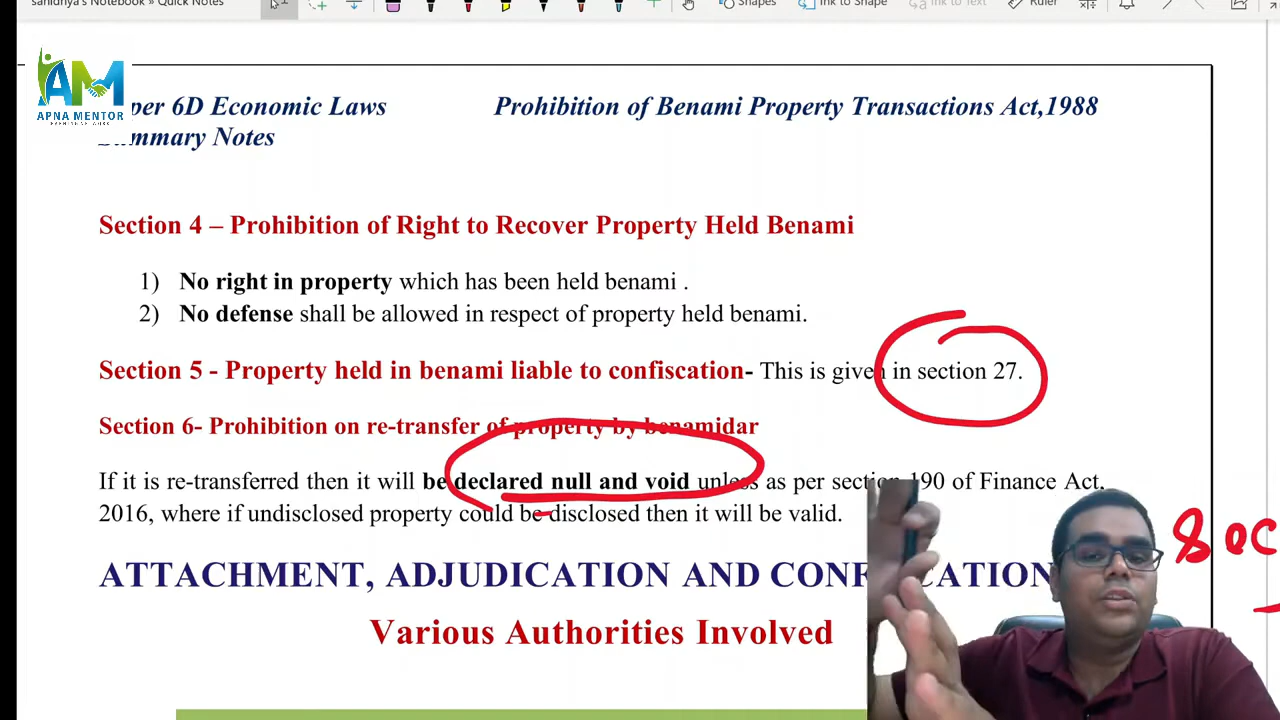 sanidhya's Notebook » Quick Notes
Shapes
Ink to Shape
Ink to Text
Ruler
AM
APNA MENTOR
per 6D Economic Laws Prohibition of Benami Property Transactions Act,1988
Summary Notes
Section 4 – Prohibition of Right to Recover Property Held Benami
1) No right in property which has been held benami .
2) No defense shall be allowed in respect of property held benami.
Section 5 - Property held in benami liable to confiscation- This is given in section 27.
Section 6- Prohibition on re-transfer of property by benamidar
If it is re-transferred then it will be declared null and void unless as per section 190 of Finance Act,
2016, where if undisclosed property could be disclosed then it will be valid.
ATTACHMENT, ADJUDICATION AND CONFISCATION
Various Authorities Involved